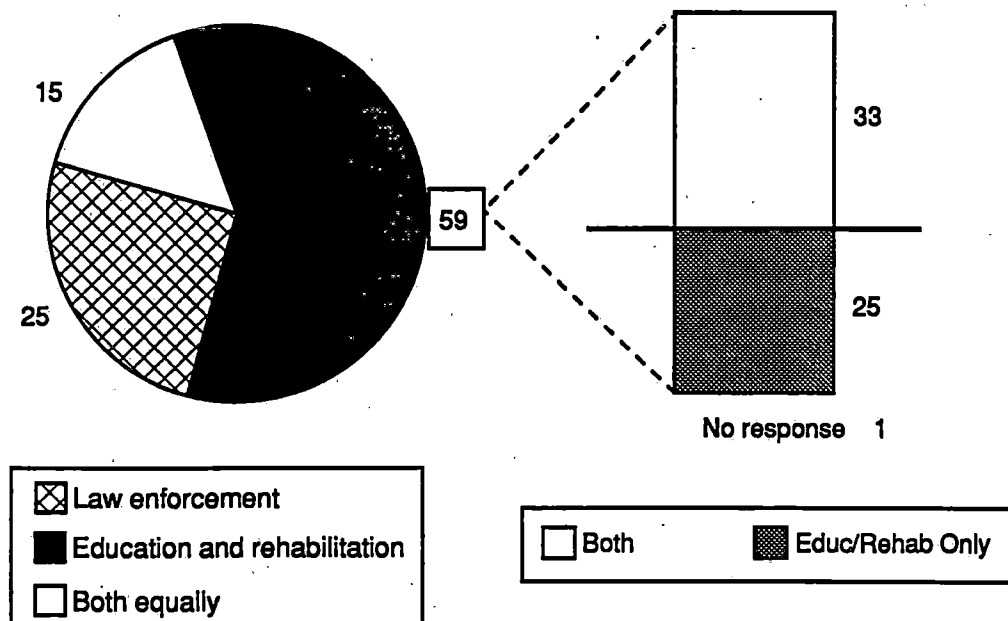 15
33
59
25
25
No response 1
Law enforcement
Education and rehabilitation
Both equally
Both
Educ/Rehab Only